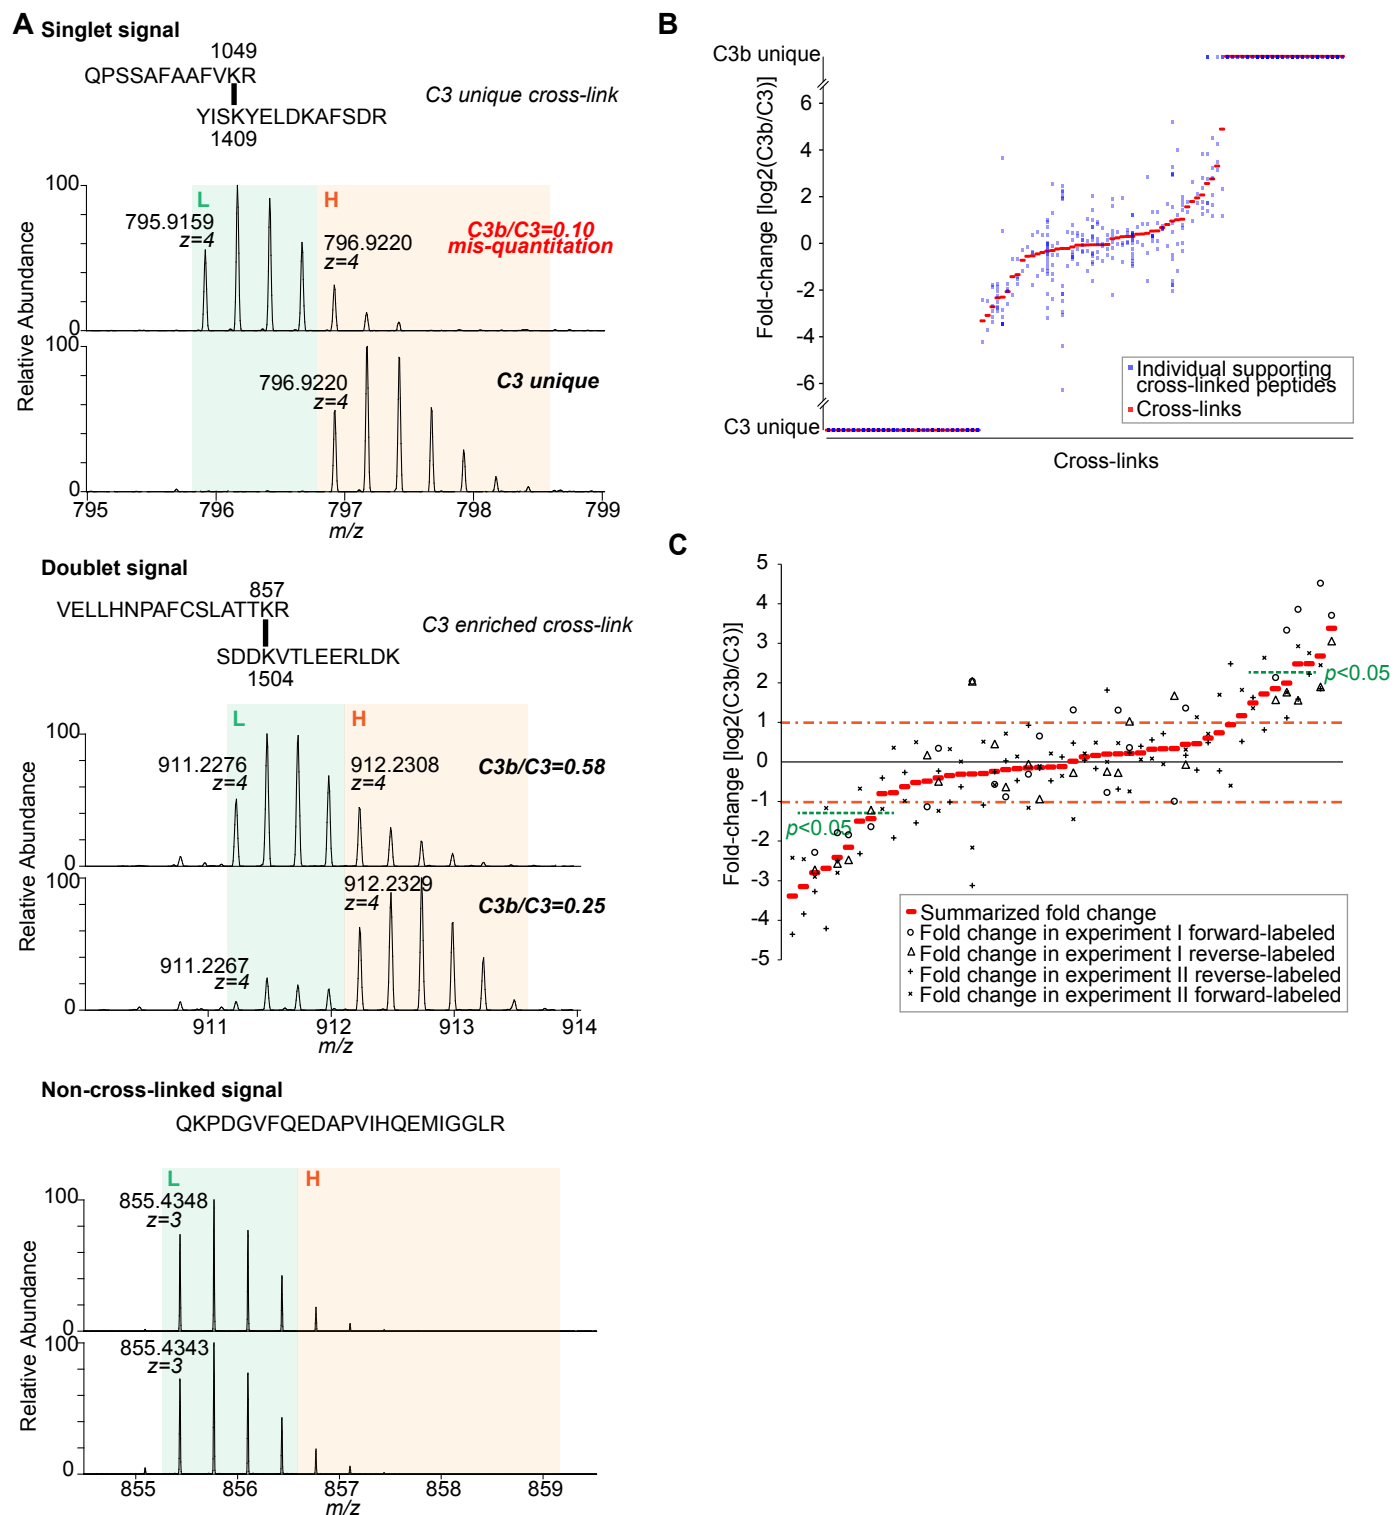 A Singlet signal
1049
QPSSAFAAFVKR
C3 unique cross-link
YISKYELDKAFSDR
1409
Relative Abundance
100
L
H
795.9159
z=4
796.9220
z=4
C3b/C3=0.10
mis-quantitation
0
100
796.9220
z=4
C3 unique
0
795
796
797
798
799
m/z
Doublet signal
857
VELLHNPAFCSLATTKR
C3 enriched cross-link
SDDKVTLEERLDK
1504
Relative Abundance
L
H
100
911.2276
z=4
912.2308
z=4
C3b/C3=0.58
0
100
912.2329
z=4
C3b/C3=0.25
911.2267
z=4
0
911
912
913
914
m/z
Non-cross-linked signal
QKPDGVFQEDAPVIHQEMIGGLR
Relative Abundance
L
H
100
855.4348
z=3
0
100
855.4343
z=3
0
855
856
857
858
859
m/z
B
Fold-change [log2(C3b/C3)]
C3b unique
6
4
2
0
-2
-4
-6
C3 unique
Individual supporting
cross-linked peptides
Cross-links
Cross-links
C
Fold-change [log2(C3b/C3)]
5
4
3
2
1
0
-1
-2
-3
-4
-5
p<0.05
p<0.05
Summarized fold change
Fold change in experiment I forward-labeled
Fold change in experiment I reverse-labeled
Fold change in experiment II reverse-labeled
Fold change in experiment II forward-labeled